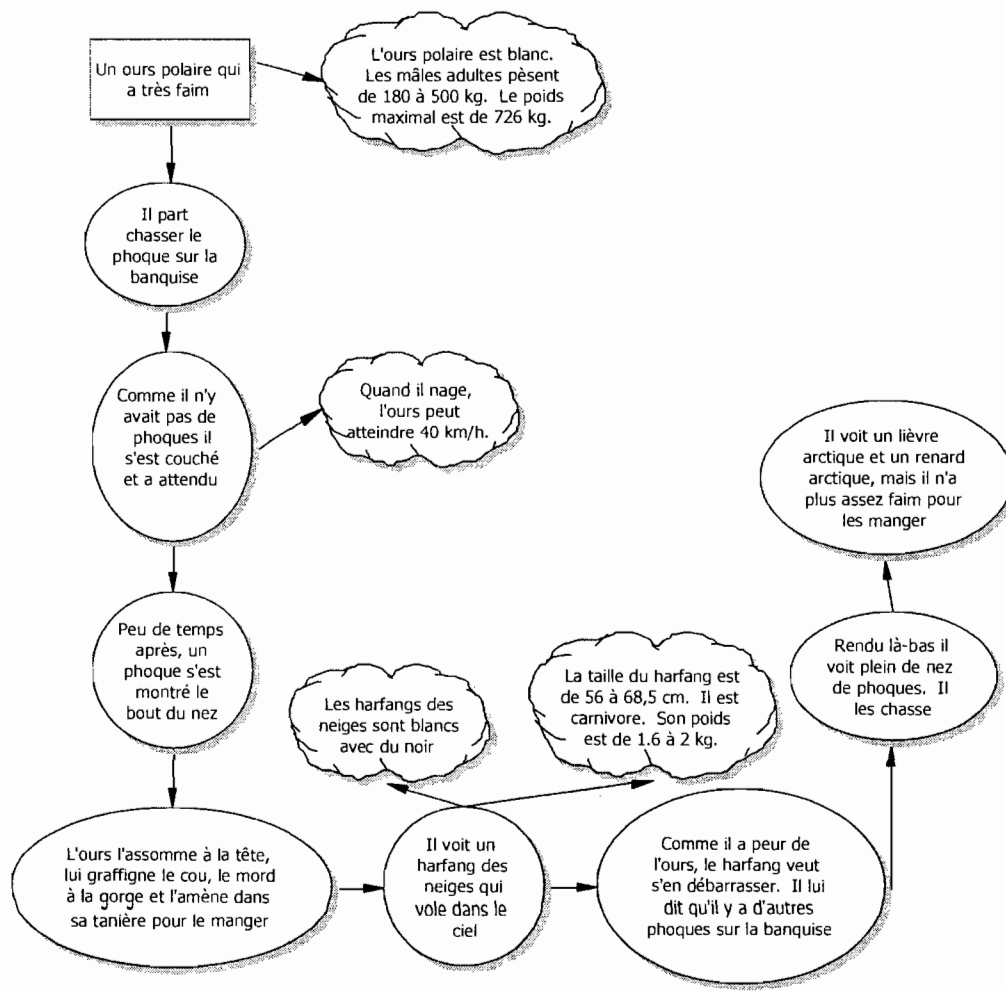 Un ours polaire qui
a très faim
L'ours polaire est blanc.
Les mâles adultes pèsent
de 180 à 500 kg. Le poids
maximal est de 726 kg.
Il part
chasser le
phoque sur la
banquise
Comme il n'y
avait pas de
phoques il
s'est couché
et a attendu
Quand il nage,
l'ours peut
atteindre 40 km/h.
Peu de temps
après, un
phoque s'est
montré le
bout du nez
L'ours l'assomme à la tête,
lui graffigne le cou, le mord
à la gorge et l'amène dans
sa tanière pour le manger
Il voit un
harfang des
neiges qui
vole dans le
ciel
Les harfangs des
neiges sont blancs
avec du noir
La taille du harfang est
de 56 à 68,5 cm. Il est
carnivore. Son poids
est de 1.6 à 2 kg.
Comme il a peur de
l'ours, le harfang veut
s'en débarrasser. Il lui
dit qu'il y a d'autres
phoques sur la banquise
Rendu là-bas il
voit plein de nez
de phoques. Il
les chasse
Il voit un lièvre
arctique et un renard
arctique, mais il n'a
plus assez faim pour
les manger